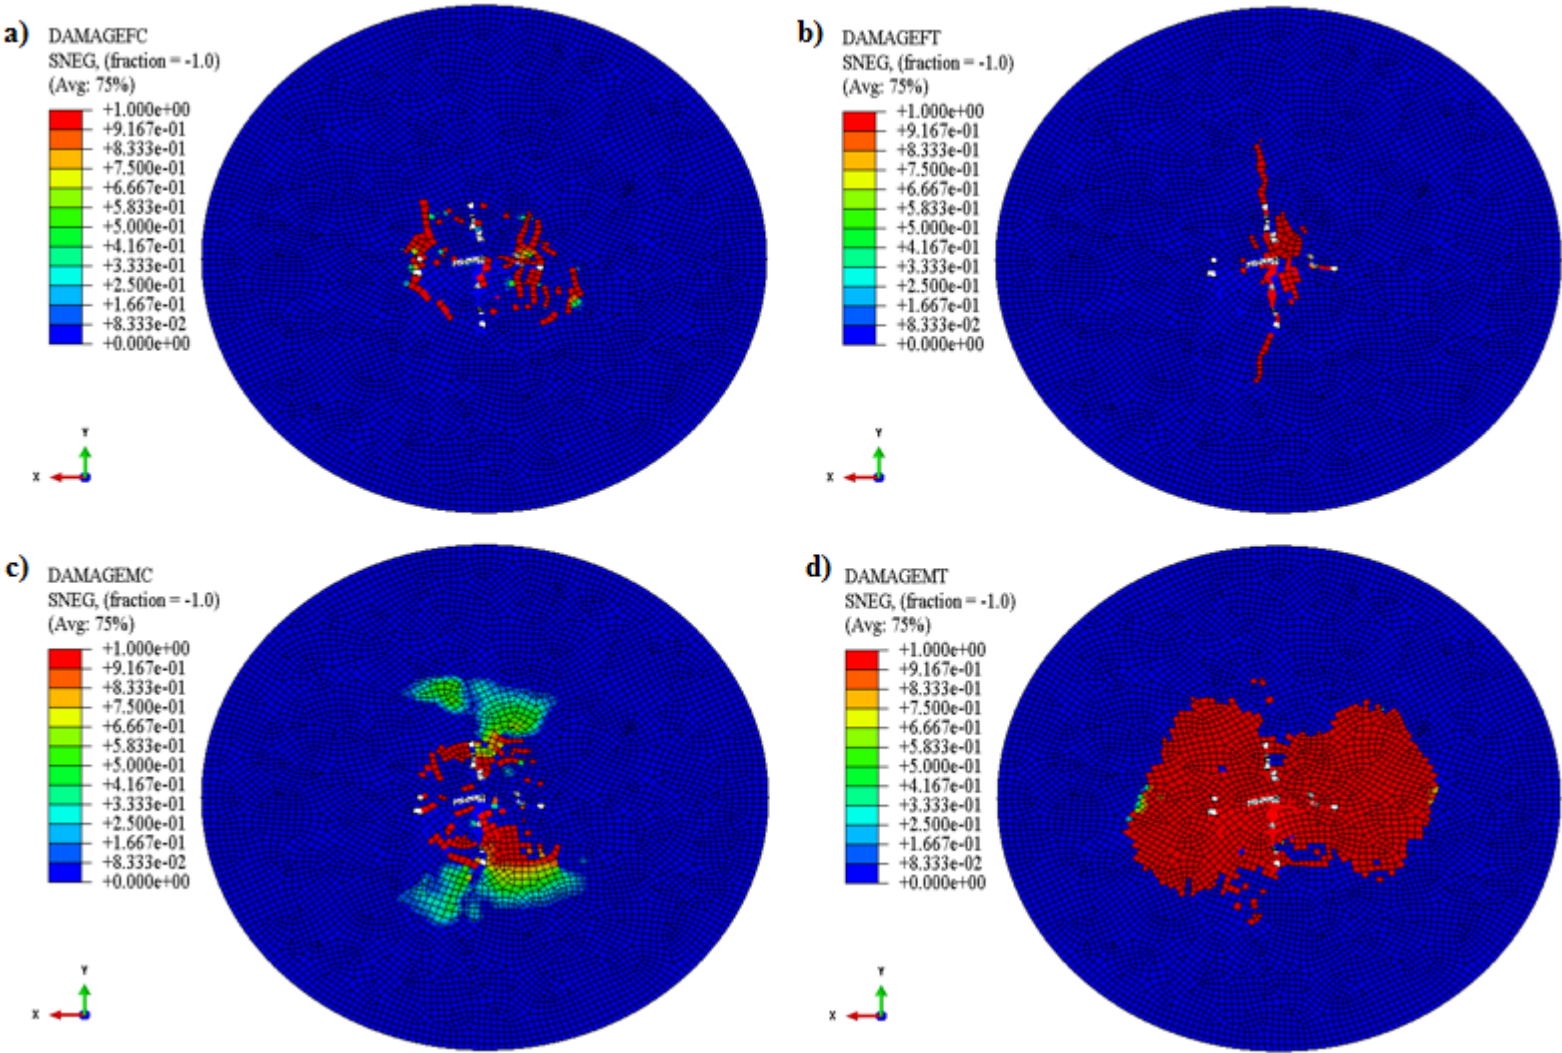 a)
DAMAGEFC
SNEG, (fraction = -1.0)
(Avg: 75%)
+1.000e+00
+9.167e-01
+8.333e-01
+7.500e-01
+6.667e-01
+5.833e-01
+5.000e-01
+4.167e-01
+3.333e-01
+2.500e-01
+1.667e-01
+8.333e-02
+0.000e+00
Y
X
b)
DAMAGEFT
SNEG, (fraction = -1.0)
(Avg: 75%)
+1.000e+00
+9.167e-01
+8.333e-01
+7.500e-01
+6.667e-01
+5.833e-01
+5.000e-01
+4.167e-01
+3.333e-01
+2.500e-01
+1.667e-01
+8.333e-02
+0.000e+00
Y
X
c)
DAMAGEMC
SNEG, (fraction = -1.0)
(Avg: 75%)
+1.000e+00
+9.167e-01
+8.333e-01
+7.500e-01
+6.667e-01
+5.833e-01
+5.000e-01
+4.167e-01
+3.333e-01
+2.500e-01
+1.667e-01
+8.333e-02
+0.000e+00
Y
X
d)
DAMAGEMT
SNEG, (fraction = -1.0)
(Avg: 75%)
+1.000e+00
+9.167e-01
+8.333e-01
+7.500e-01
+6.667e-01
+5.833e-01
+5.000e-01
+4.167e-01
+3.333e-01
+2.500e-01
+1.667e-01
+8.333e-02
+0.000e+00
Y
X